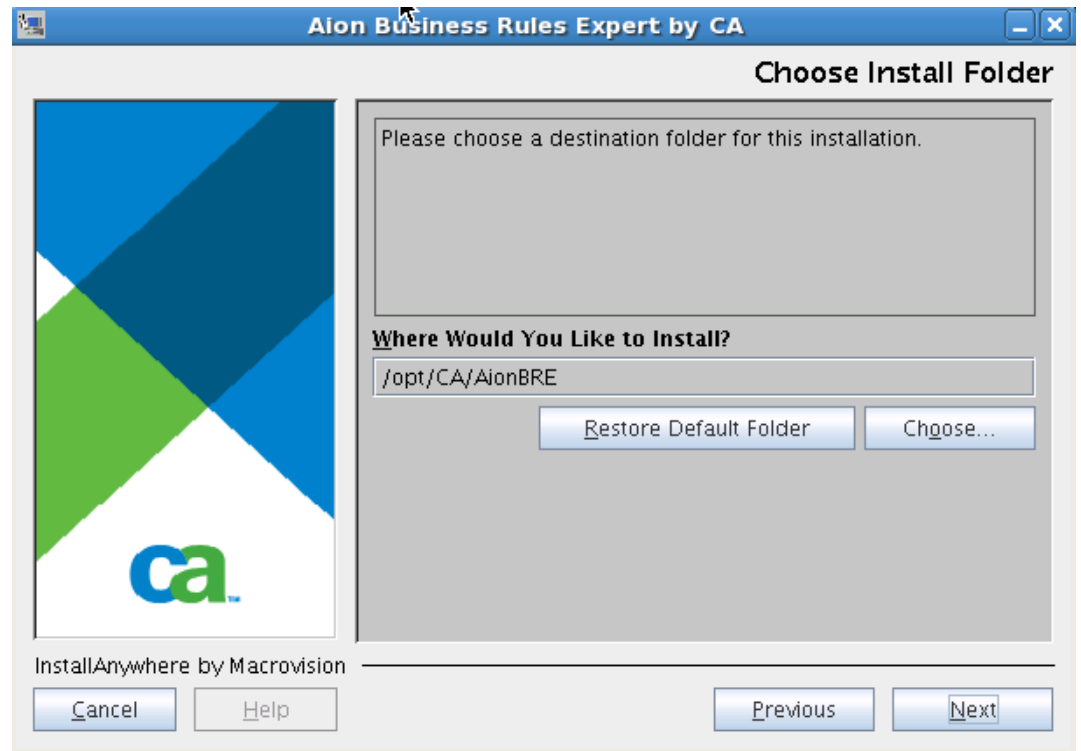 Aion Business Rules Expert by CA
Choose Install Folder
Please choose a destination folder for this installation.
Where Would You Like to Install?
/opt/CA/AionBRE
Restore Default Folder
Choose...
ca™
InstallAnywhere by Macrovision
Cancel
Help
Previous
Next